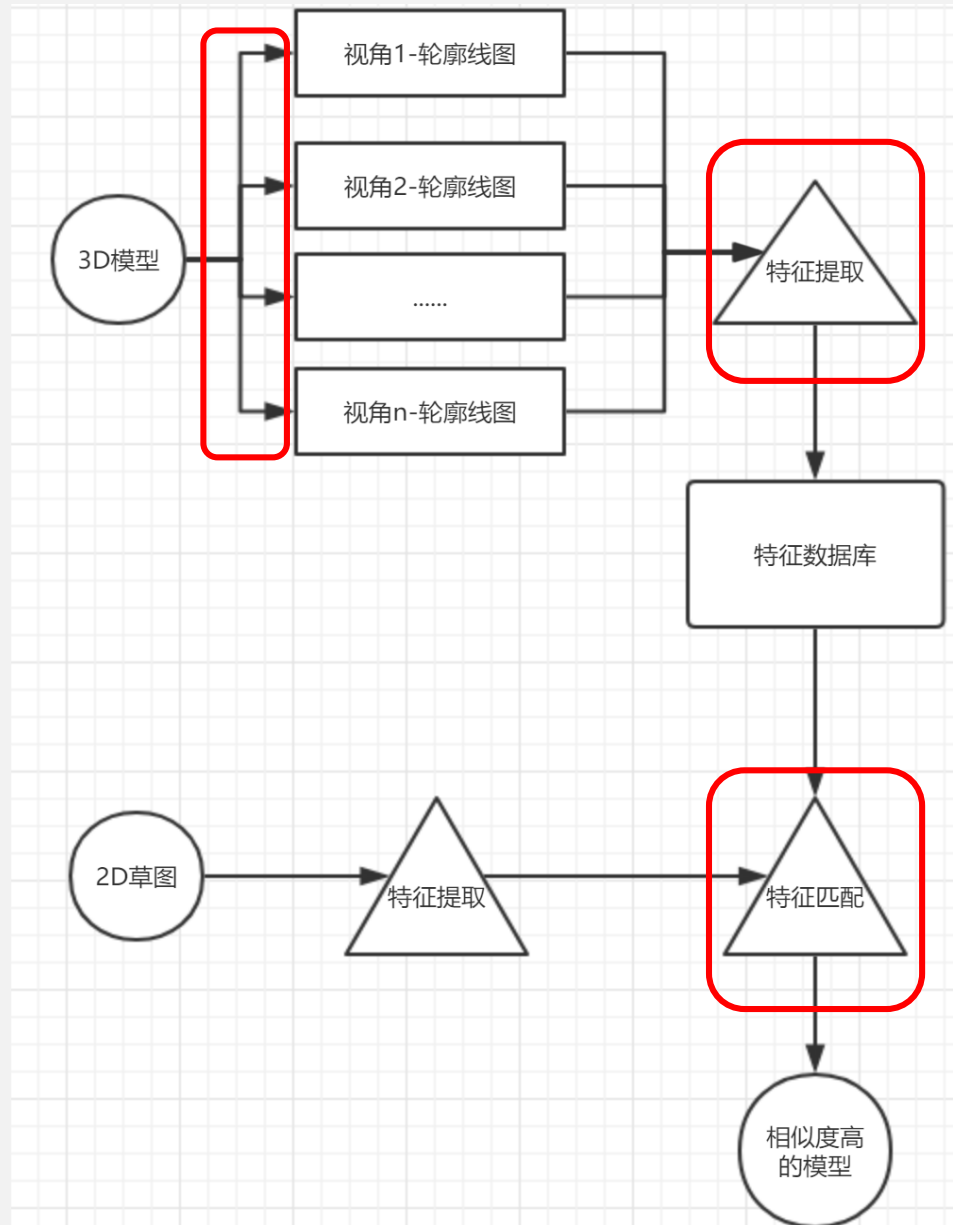 视角1-轮廓线图
视角2-轮廓线图
3D模型
特征提取
......
视角n-轮廓线图
特征数据库
2D草图
特征提取
特征匹配
相似度高
的模型